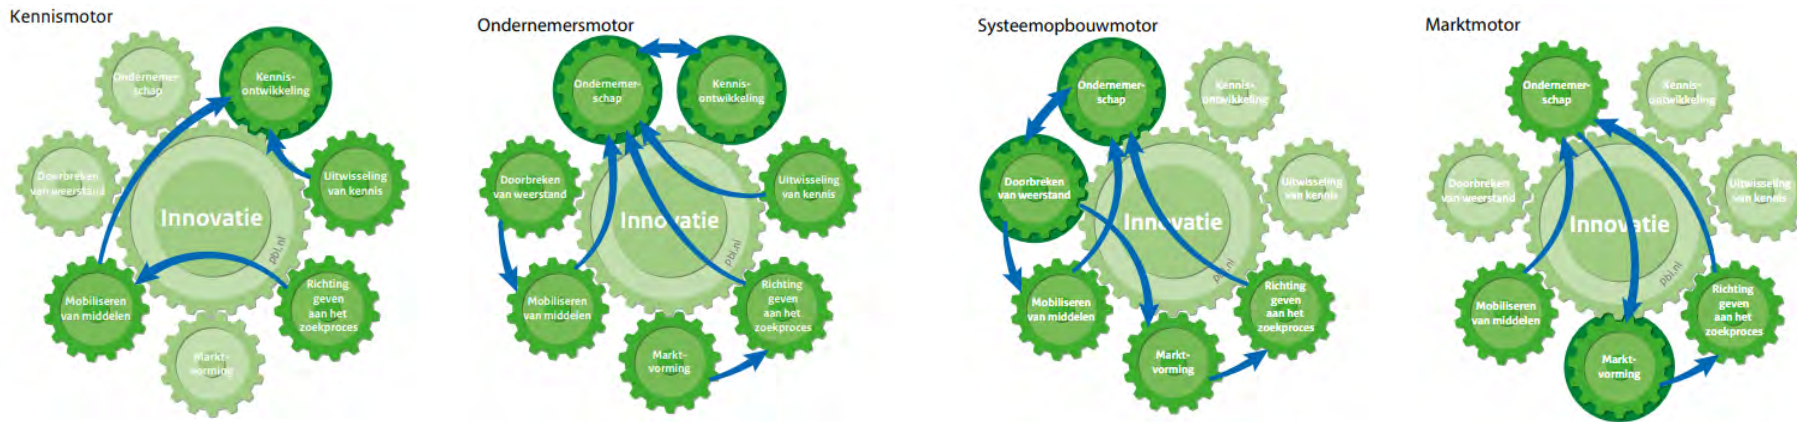 Kennismotor
Ondernemer-
schap
Kennis-
ontwikkeling
Doorbreken
van weerstand
Uitwisseling
van kennis
Innovatie
pbl.nl
Mobiliseren
van middelen
Richting
geven
aan het
zoekproces
Markt-
vorming
Ondernemersmotor
Ondernemer-
schap
Kennis-
ontwikkeling
Doorbreken
van weerstand
Uitwisseling
van kennis
Innovatie
pbl.nl
Mobiliseren
van middelen
Richting
geven
aan het
zoekproces
Markt-
vorming
Systeemopbouwmotor
Ondernemer-
schap
Kennis-
ontwikkeling
Doorbreken
van weerstand
Uitwisseling
van kennis
Innovatie
pbl.nl
Mobiliseren
van middelen
Richting
geven
aan het
zoekproces
Markt-
vorming
Marktmotor
Ondernemer-
schap
Kennis-
ontwikkeling
Doorbreken
van weerstand
Uitwisseling
van kennis
Innovatie
pbl.nl
Mobiliseren
van middelen
Richting
geven
aan het
zoekproces
Markt-
vorming